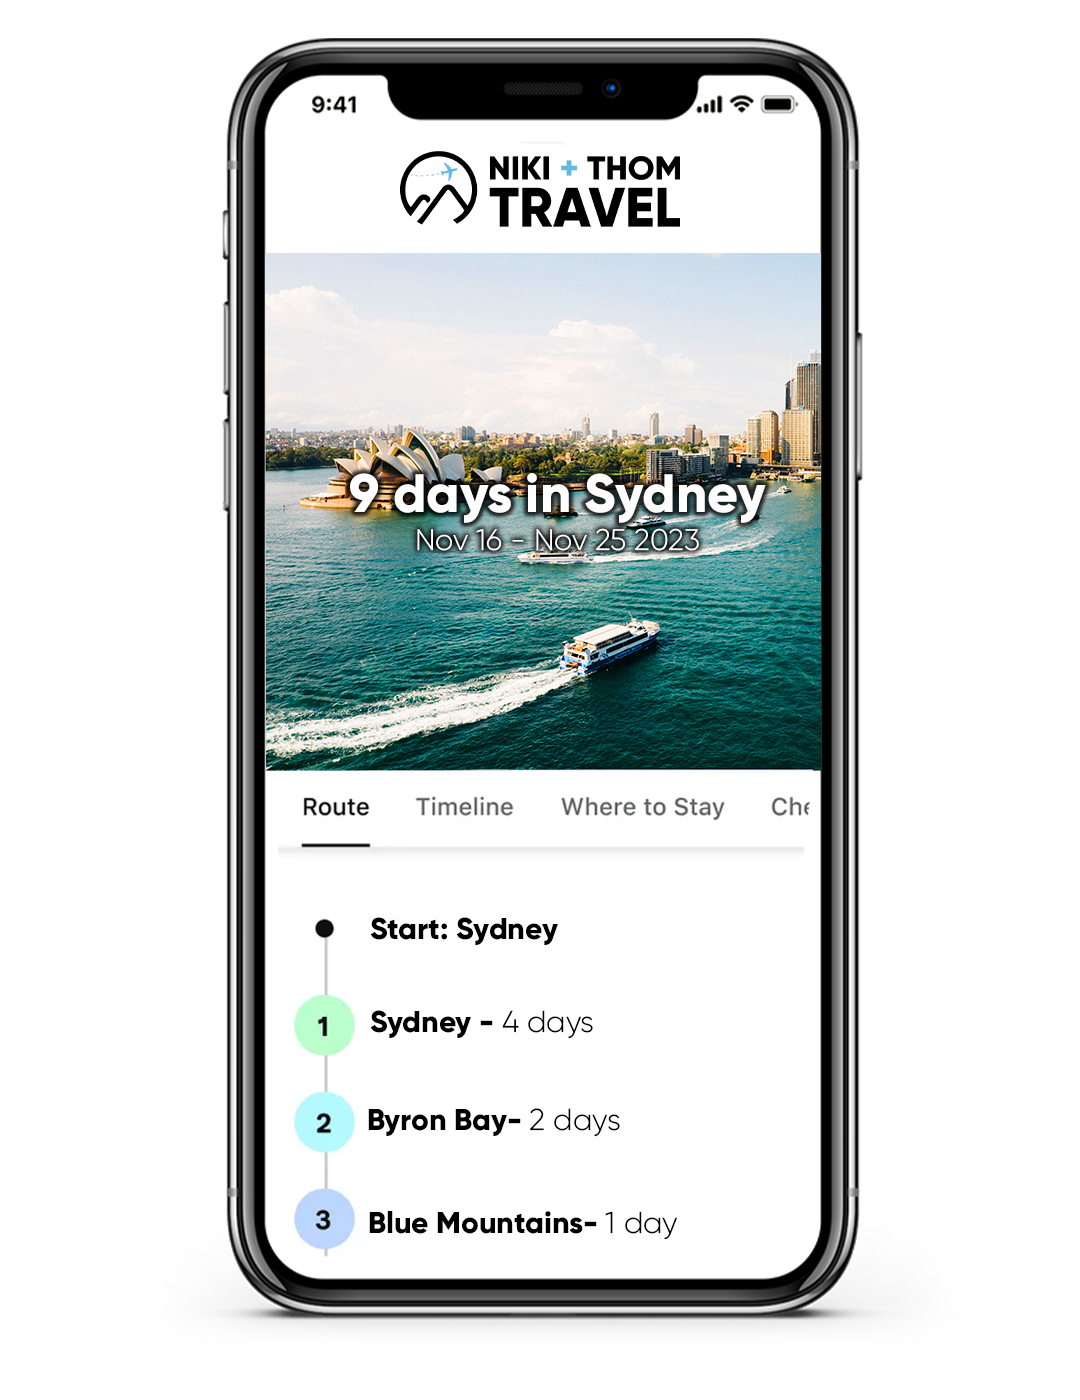 9:41
NIKI + THOM
TRAVEL
9 days in Sydney
Nov 16 - Nov 25 2023
Route Timeline Where to Stay Che
Start: Sydney
1 Sydney - 4 days
2 Byron Bay- 2 days
3 Blue Mountains- 1 day